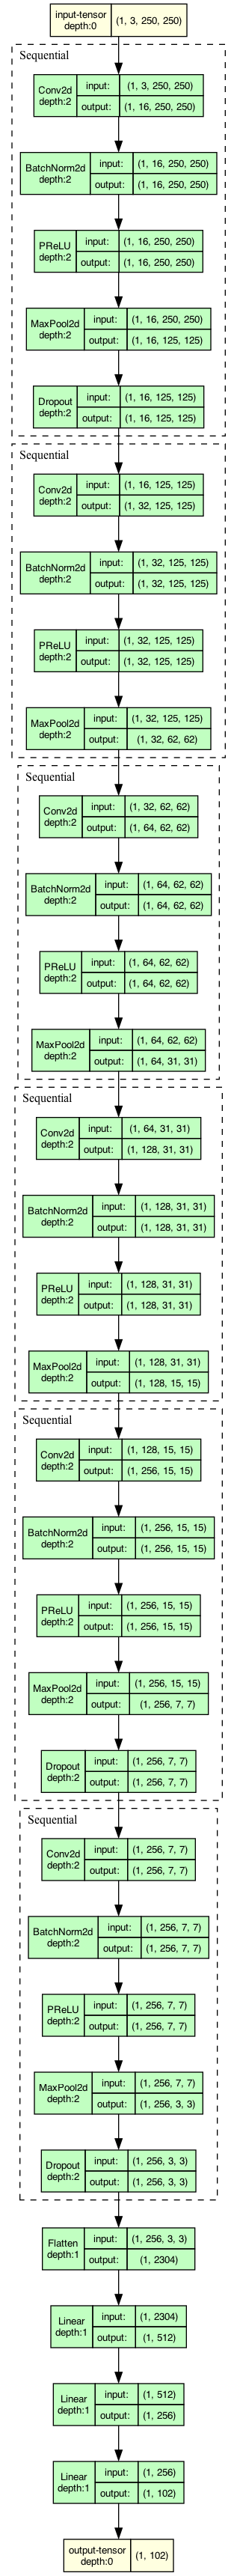 input-tensor
depth:0
(1, 3, 250, 250)
Sequential
Conv2d
depth:2
input:
(1, 3, 250, 250)
output:
(1, 16, 250, 250)
BatchNorm2d
depth:2
input:
(1, 16, 250, 250)
output:
(1, 16, 250, 250)
PReLU
depth:2
input:
(1, 16, 250, 250)
output:
(1, 16, 250, 250)
MaxPool2d
depth:2
input:
(1, 16, 250, 250)
output:
(1, 16, 125, 125)
Dropout
depth:2
input:
(1, 16, 125, 125)
output:
(1, 16, 125, 125)
Sequential
Conv2d
depth:2
input:
(1, 16, 125, 125)
output:
(1, 32, 125, 125)
BatchNorm2d
depth:2
input:
(1, 32, 125, 125)
output:
(1, 32, 125, 125)
PReLU
depth:2
input:
(1, 32, 125, 125)
output:
(1, 32, 125, 125)
MaxPool2d
depth:2
input:
(1, 32, 125, 125)
output:
(1, 32, 62, 62)
Sequential
Conv2d
depth:2
input:
(1, 32, 62, 62)
output:
(1, 64, 62, 62)
BatchNorm2d
depth:2
input:
(1, 64, 62, 62)
output:
(1, 64, 62, 62)
PReLU
depth:2
input:
(1, 64, 62, 62)
output:
(1, 64, 62, 62)
MaxPool2d
depth:2
input:
(1, 64, 62, 62)
output:
(1, 64, 31, 31)
Sequential
Conv2d
depth:2
input:
(1, 64, 31, 31)
output:
(1, 128, 31, 31)
BatchNorm2d
depth:2
input:
(1, 128, 31, 31)
output:
(1, 128, 31, 31)
PReLU
depth:2
input:
(1, 128, 31, 31)
output:
(1, 128, 31, 31)
MaxPool2d
depth:2
input:
(1, 128, 31, 31)
output:
(1, 128, 15, 15)
Sequential
Conv2d
depth:2
input:
(1, 128, 15, 15)
output:
(1, 256, 15, 15)
BatchNorm2d
depth:2
input:
(1, 256, 15, 15)
output:
(1, 256, 15, 15)
PReLU
depth:2
input:
(1, 256, 15, 15)
output:
(1, 256, 15, 15)
MaxPool2d
depth:2
input:
(1, 256, 15, 15)
output:
(1, 256, 7, 7)
Dropout
depth:2
input:
(1, 256, 7, 7)
output:
(1, 256, 7, 7)
Sequential
Conv2d
depth:2
input:
(1, 256, 7, 7)
output:
(1, 256, 7, 7)
BatchNorm2d
depth:2
input:
(1, 256, 7, 7)
output:
(1, 256, 7, 7)
PReLU
depth:2
input:
(1, 256, 7, 7)
output:
(1, 256, 7, 7)
MaxPool2d
depth:2
input:
(1, 256, 7, 7)
output:
(1, 256, 3, 3)
Dropout
depth:2
input:
(1, 256, 3, 3)
output:
(1, 256, 3, 3)
Flatten
depth:1
input:
(1, 256, 3, 3)
output:
(1, 2304)
Linear
depth:1
input:
(1, 2304)
output:
(1, 512)
Linear
depth:1
input:
(1, 512)
output:
(1, 256)
Linear
depth:1
input:
(1, 256)
output:
(1, 102)
output-tensor
depth:0
(1, 102)